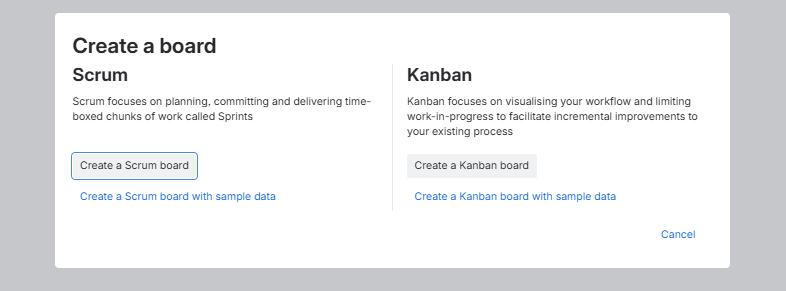 Create a board
Scrum
Scrum focuses on planning, committing and delivering time-
boxed chunks of work called Sprints
Create a Scrum board
Create a Scrum board with sample data
Kanban
Kanban focuses on visualising your workflow and limiting
work-in-progress to facilitate incremental improvements to
your existing process
Create a Kanban board
Create a Kanban board with sample data
Cancel